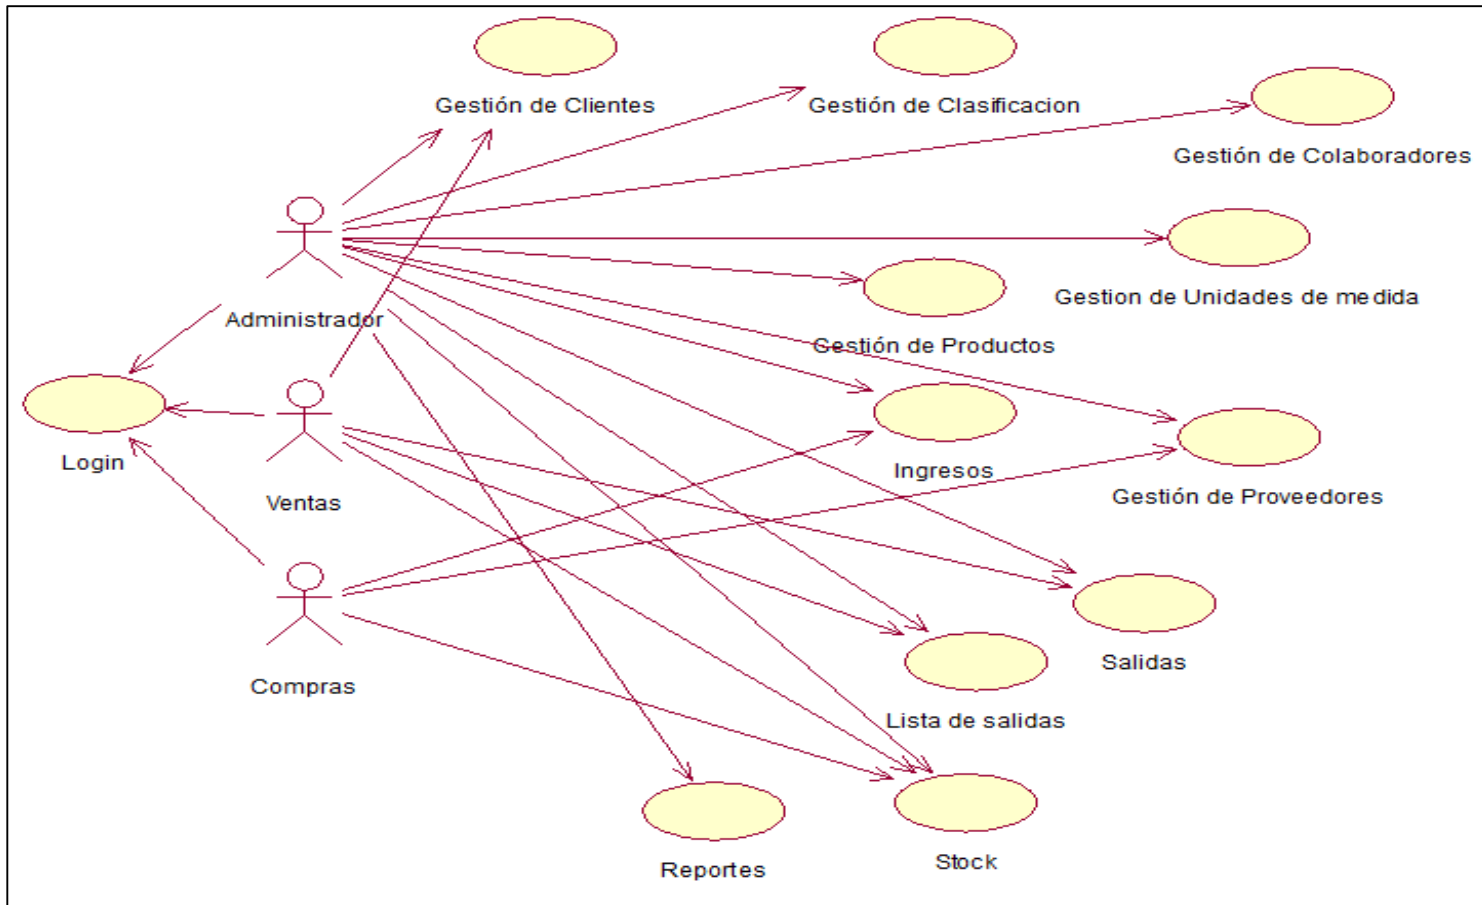 Gestión de Clientes
Gestión de Clasificacion
Gestión de Colaboradores
Administrador
Gestion de Unidades de medida
Gestión de Productos
Login
Ventas
Ingresos
Gestión de Proveedores
Compras
Salidas
Lista de salidas
Reportes
Stock